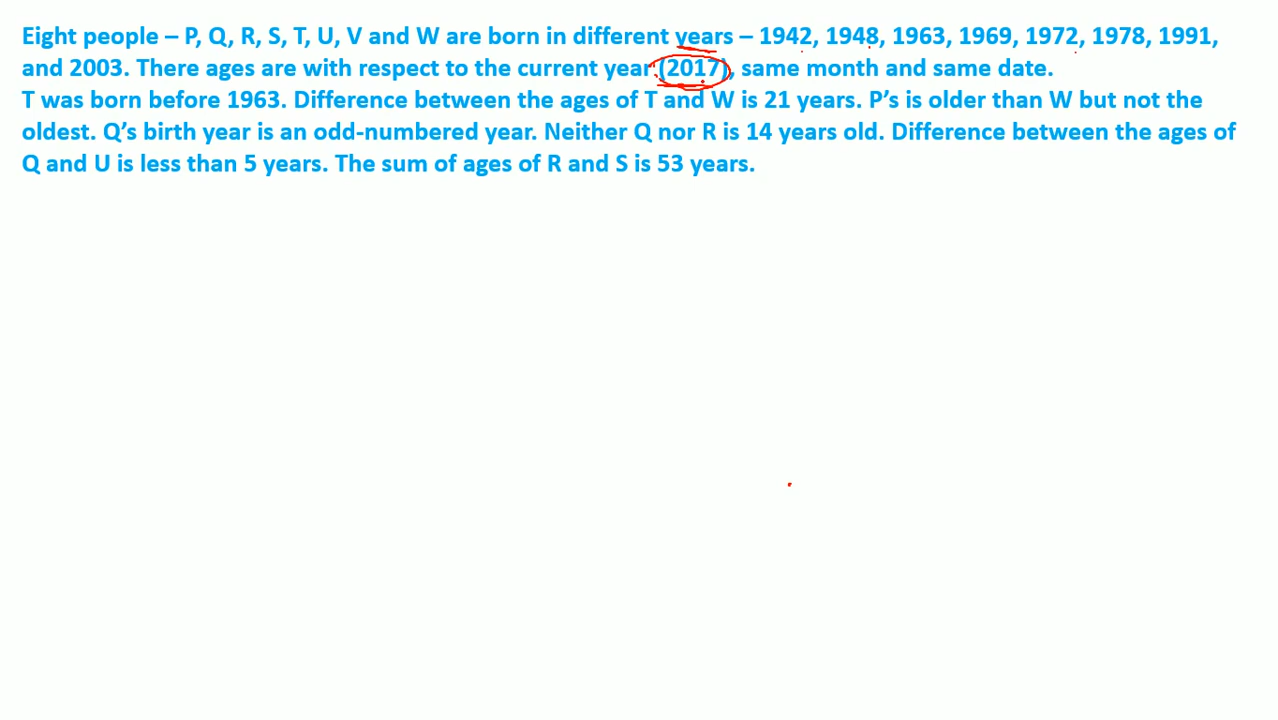 Eight people – P, Q, R, S, T, U, V and W are born in different years – 1942, 1948, 1963, 1969, 1972, 1978, 1991,
and 2003. There ages are with respect to the current year (2017), same month and same date.
T was born before 1963. Difference between the ages of T and W is 21 years. P’s is older than W but not the
oldest. Q’s birth year is an odd-numbered year. Neither Q nor R is 14 years old. Difference between the ages of
Q and U is less than 5 years. The sum of ages of R and S is 53 years.